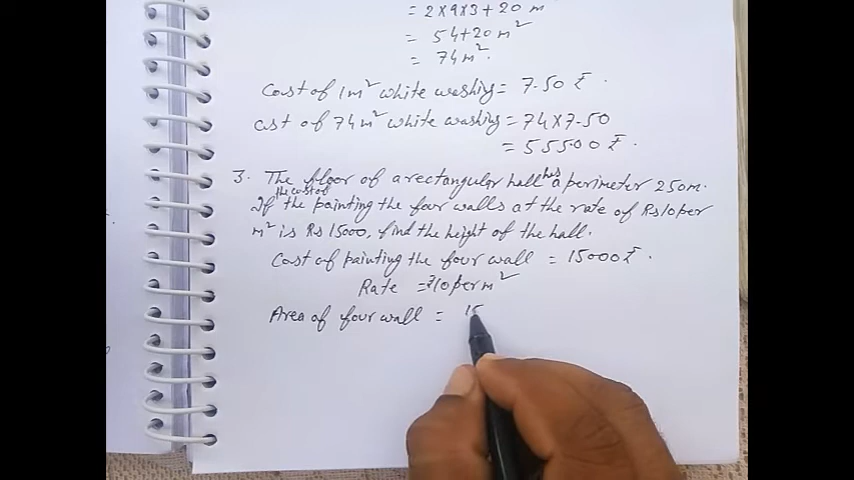 = 2×9×3+20 m²
= 54+20 m²
= 74m².
Cost of 1m² white washing = 7.50 ₹.
cost of 74m² white washing = 74×7.50
= 555.00 ₹.
3. The floor of a rectangular hall has a perimeter 250m.
If the cost of the painting the four walls at the rate of Rs10per
m² is Rs 15000, find the height of the hall.
Cost of painting the four wall = 15000₹.
Rate = ₹10 per m²
Area of four wall = 15